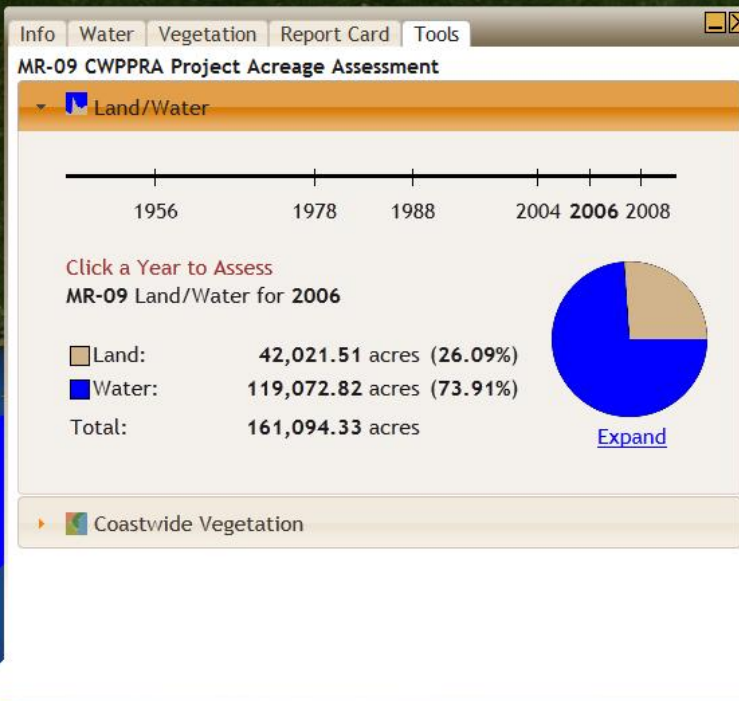 Info Water Vegetation Report Card Tools
MR-09 CWPPRA Project Acreage Assessment
Land/Water
1956 1978 1988 2004 2006 2008
Click a Year to Assess
MR-09 Land/Water for 2006
Land: 42,021.51 acres (26.09%)
Water: 119,072.82 acres (73.91%)
Total: 161,094.33 acres
Expand
Coastwide Vegetation